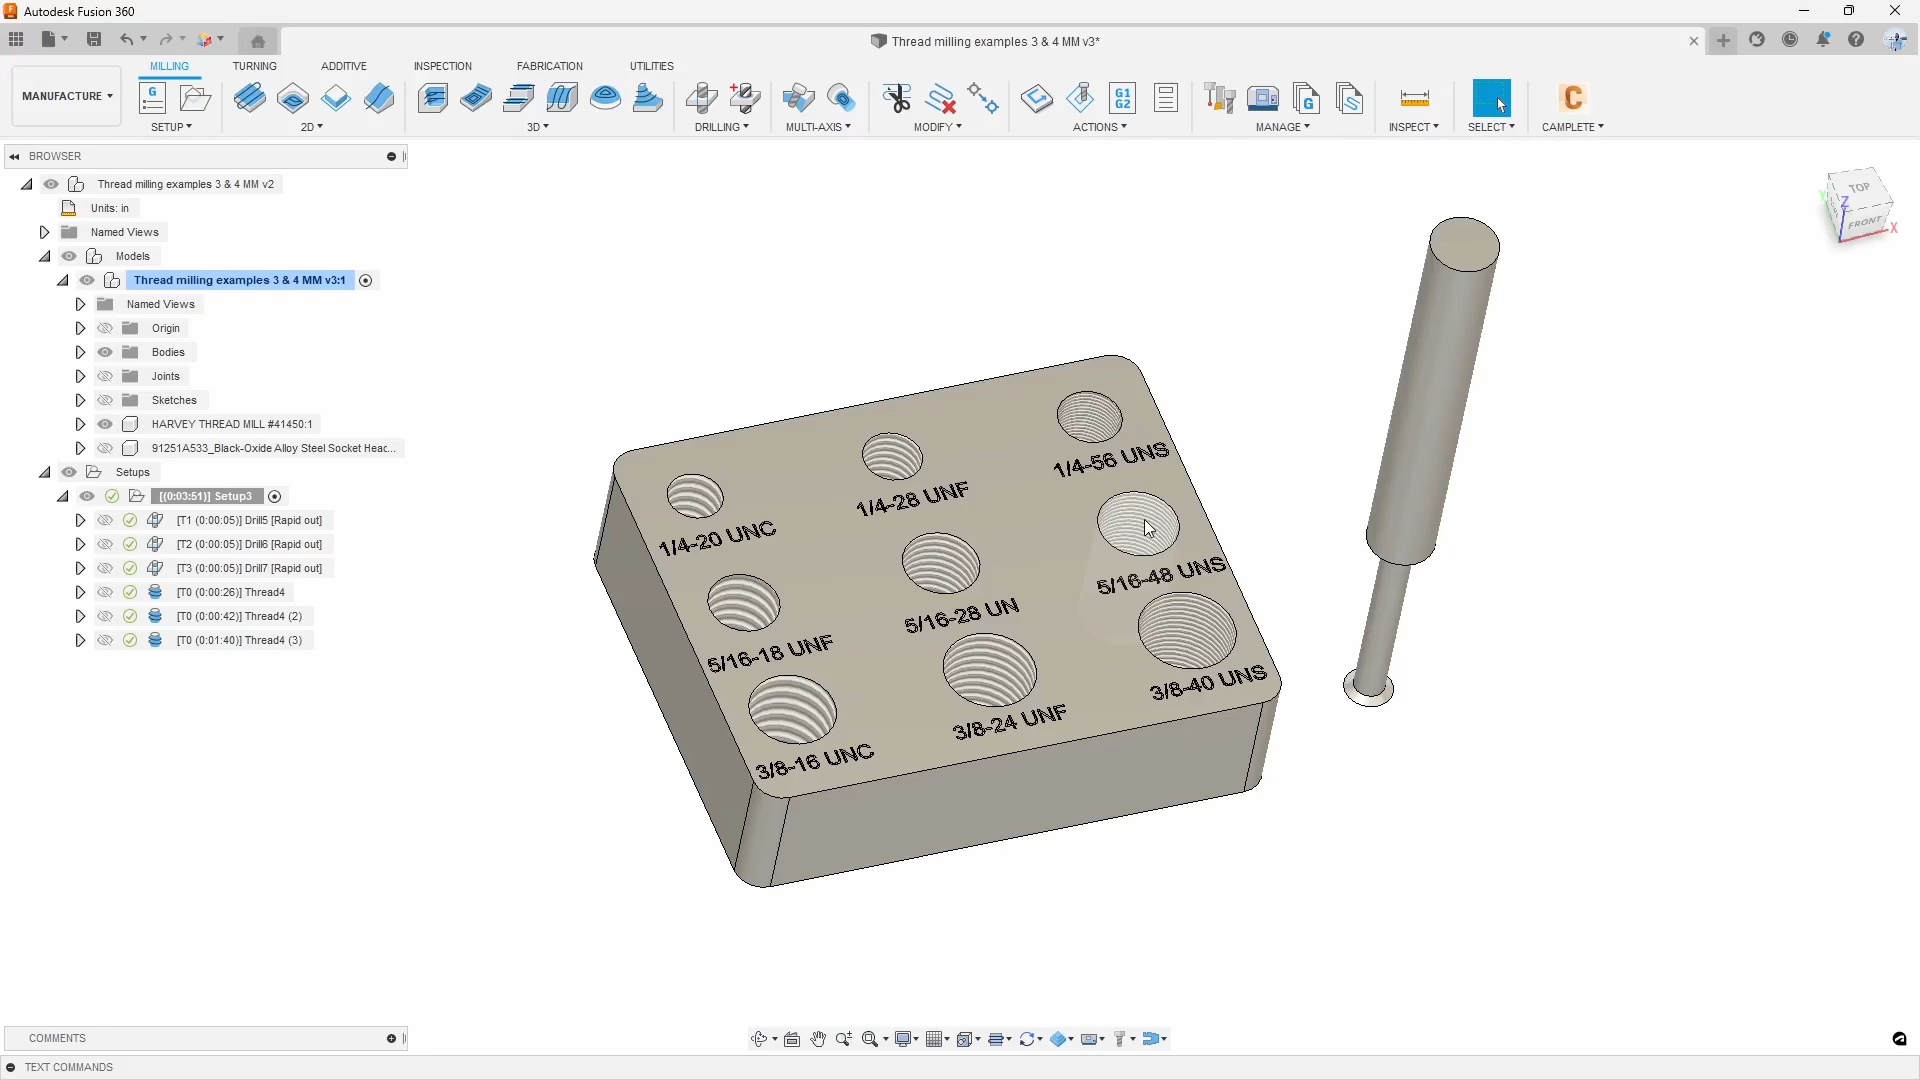 Autodesk Fusion 360
Thread milling examples 3 & 4 MM v3*
MILLING TURNING ADDITIVE INSPECTION FABRICATION UTILITIES
MANUFACTURE
G
G1
G2
G
C
SETUP 2D 3D DRILLING MULTI-AXIS MODIFY ACTIONS MANAGE INSPECT SELECT CAMPLETE
BROWSER
Thread milling examples 3 & 4 MM v2
Units: in
Named Views
Models
Thread milling examples 3 & 4 MM v3:1
Named Views
Origin
Bodies
Joints
Sketches
HARVEY THREAD MILL #41450:1
91251A533_Black-Oxide Alloy Steel Socket Heac...
Setups
[(0:03:51)] Setup3
[T1 (0:00:05)] Drill5 [Rapid out]
[T2 (0:00:05)] Drill6 [Rapid out]
[T3 (0:00:05)] Drill7 [Rapid out]
[T0 (0:00:26)] Thread4
[T0 (0:00:42)] Thread4 (2)
[T0 (0:01:40)] Thread4 (3)
TOP
FRONT
Z
Y
X
1/4-20 UNC
1/4-28 UNF
1/4-56 UNS
5/16-18 UNF
5/16-28 UN
5/16-48 UNS
3/8-16 UNC
3/8-24 UNF
3/8-40 UNS
COMMENTS
TEXT COMMANDS